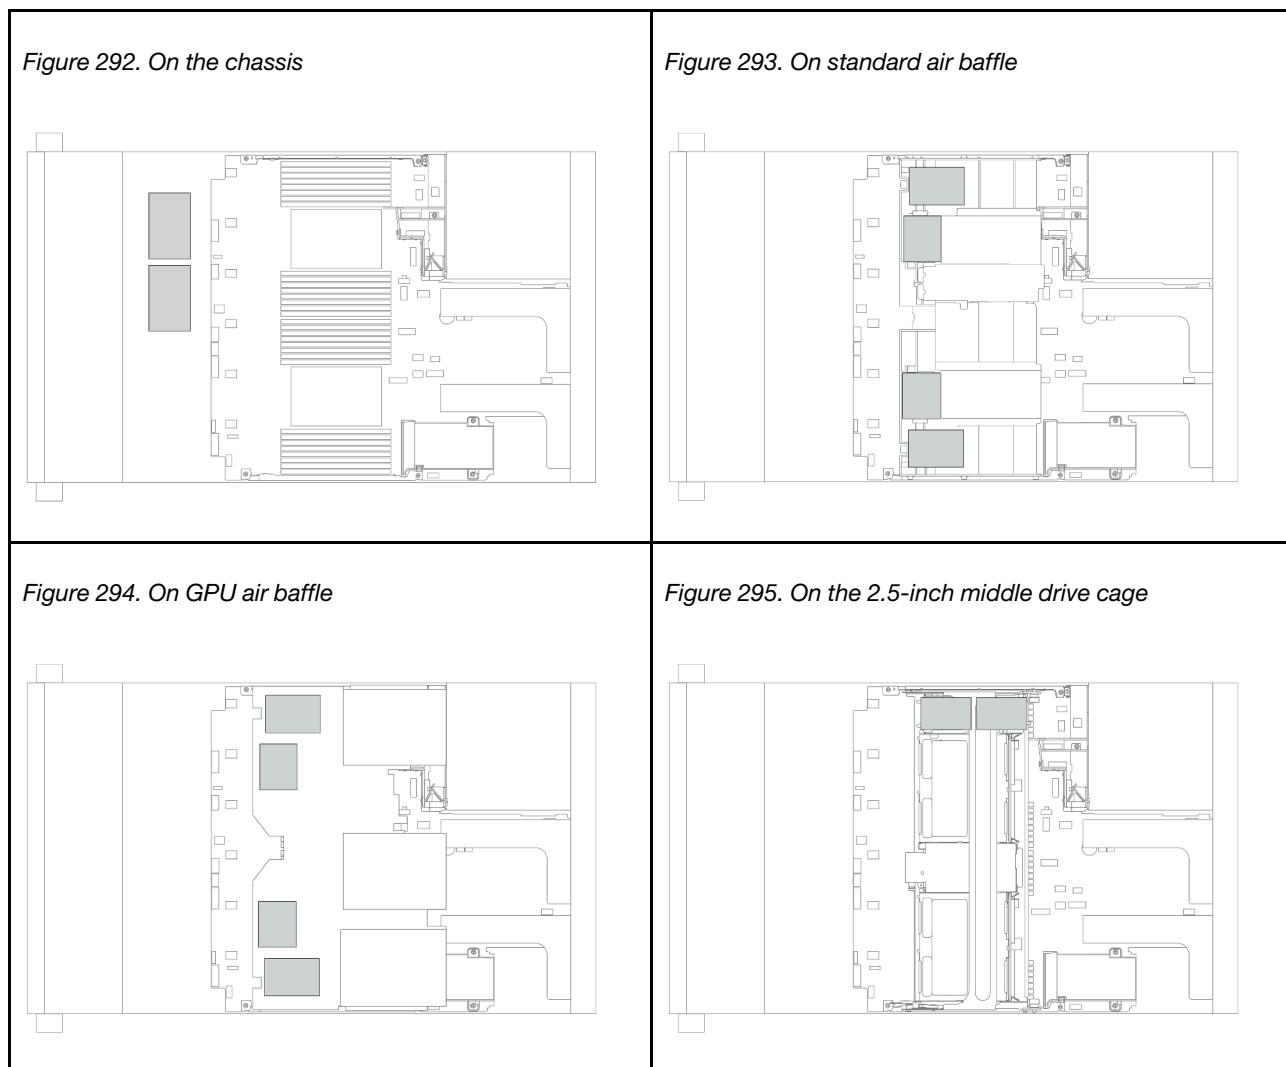 Figure 292. On the chassis
Figure 293. On standard air baffle
Figure 294. On GPU air baffle
Figure 295. On the 2.5-inch middle drive cage